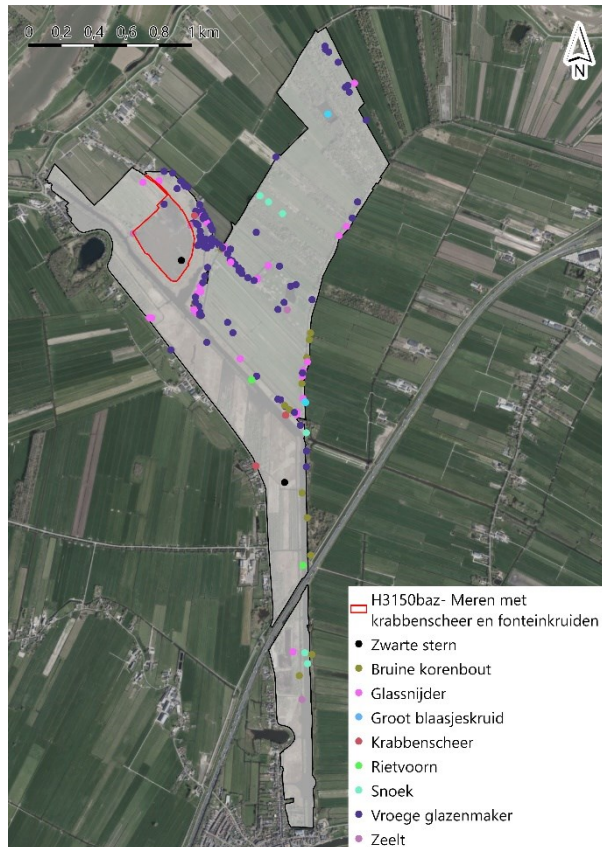 0 0,2 0,4 0,6 0,8 1 km
N
H3150baz- Meren met
krabbenscheer en fonteinkruiden
Zwarte stern
Bruine korenbout
Glassnijder
Groot blaasjeskruid
Krabbenscheer
Rietvoorn
Snoek
Vroege glazenmaker
Zeelt